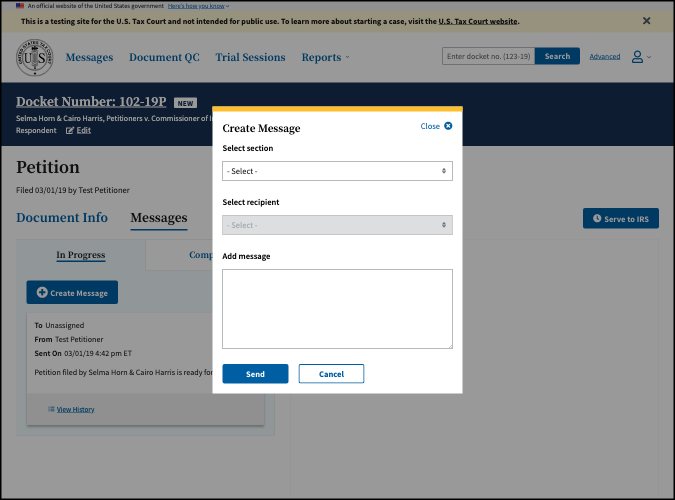 An official website of the United States government Here's how you know
This is a testing site for the U.S. Tax Court and not intended for public use. To learn more about starting a case, visit the U.S. Tax Court website.
Messages Document QC Trial Sessions Reports
Enter docket no. (123-19) Search Advanced
Docket Number: 102-19P NEW
Selma Horn & Cairo Harris, Petitioners v. Commissioner of
Respondent Edit
Petition
Filed 03/01/19 by Test Petitioner
Document Info Messages
Serve to IRS
In Progress Comp
Create Message
To Unassigned
From Test Petitioner
Sent On 03/01/19 4:42 pm ET
Petition filed by Selma Horn & Cairo Harris is ready for
View History
Create Message Close
Select section
- Select -
Select recipient
- Select -
Add message
Send Cancel